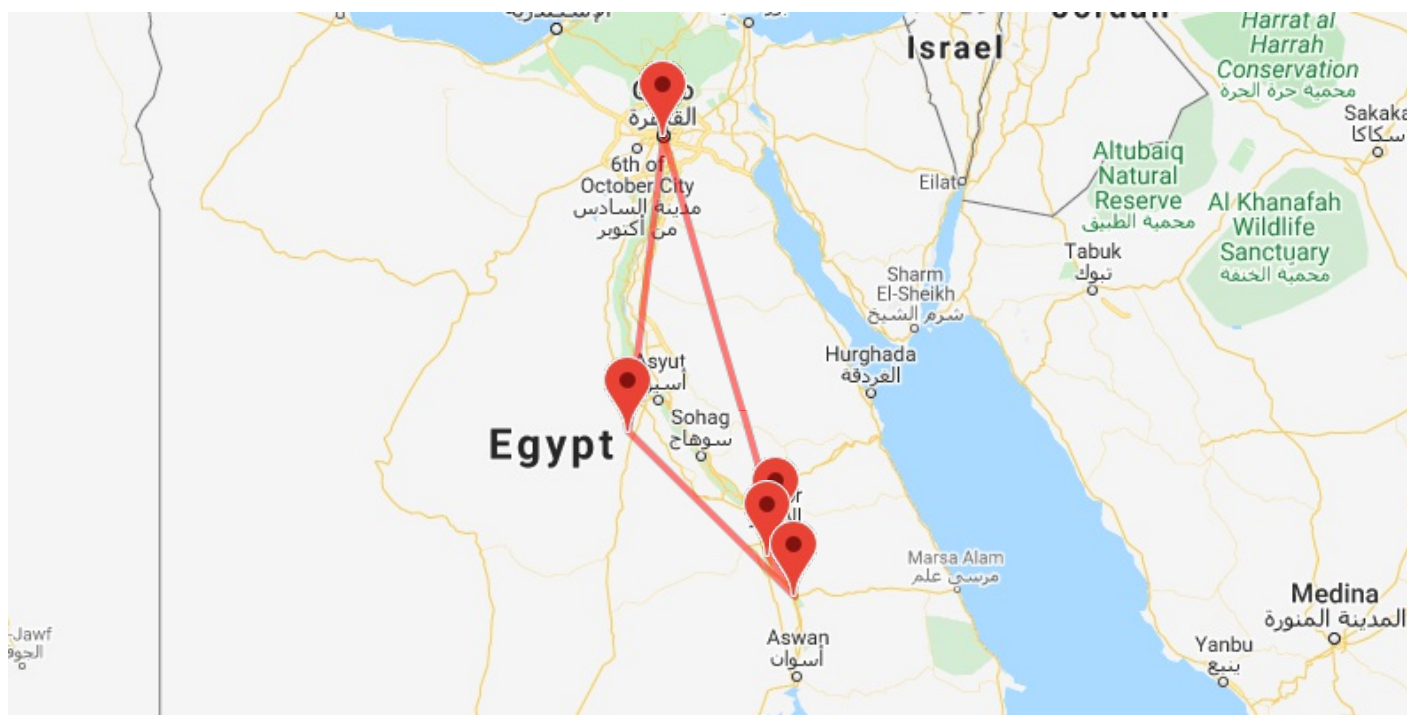 Israel
Harrat al
Harrah
Conservation
محمية حرة الحرة
Sakaka
سكاكا
6th of
October City
مدينة السادس
من أكتوبر
Eilat
Altubaiq
Natural
Reserve
محمية الطبيق
Al Khanafah
Wildlife
Sanctuary
محمية الخنفة
Tabuk
تبوك
Sharm
El-Sheikh
شرم الشيخ
Hurghada
الغردقة
Sohag
سوهاج
Egypt
Marsa Alam
مرسى علم
Medina
المدينة المنورة
Yanbu
ينبع
Aswan
أسوان